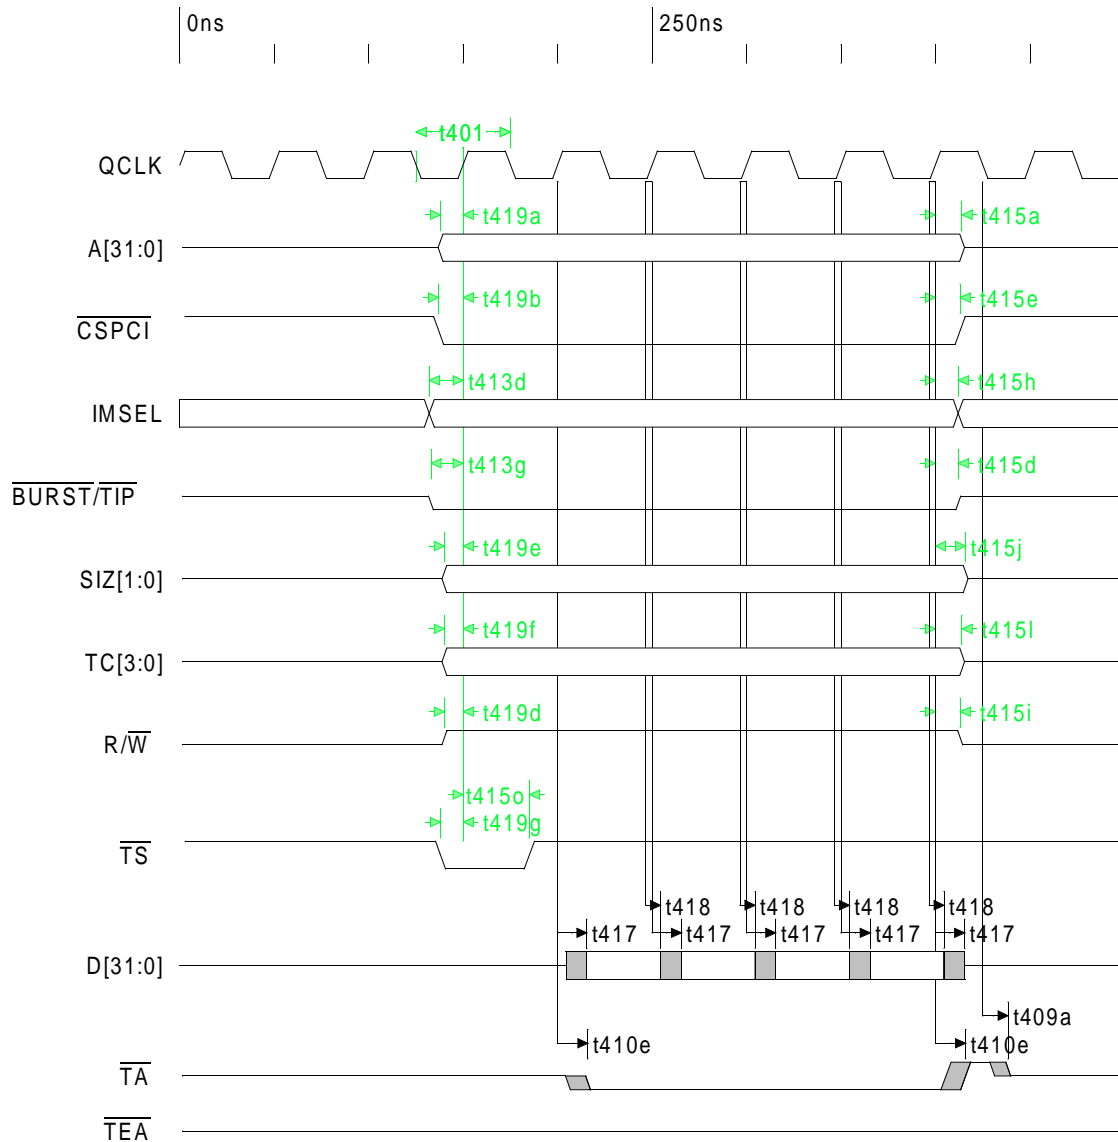 0ns 250ns
t401
QCLK
t419a t415a
A[31:0]
t419b t415e
CSPCI
t413d t415h
IMSEL
t413g t415d
BURST/TIP
t419e t415j
SIZ[1:0]
t419f t415l
TC[3:0]
t419d t415i
R/W
t415o
t419g
TS
t418 t418 t418 t418
t417 t417 t417 t417 t417
D[31:0]
t409a
t410e t410e
TA
TEA